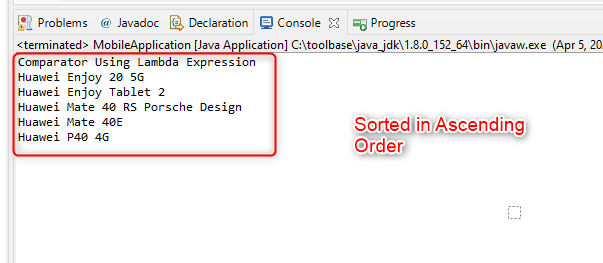 Problems @ Javadoc Declaration Console Progress
<terminated> MobileApplication [Java Application] C:\toolbase\java_jdk\1.8.0_152_64\bin\javaw.exe (Apr 5, 202
Comparator Using Lambda Expression
Huawei Enjoy 20 5G
Huawei Enjoy Tablet 2
Huawei Mate 40 RS Porsche Design
Huawei Mate 40E
Huawei P40 4G
Sorted in Ascending
Order